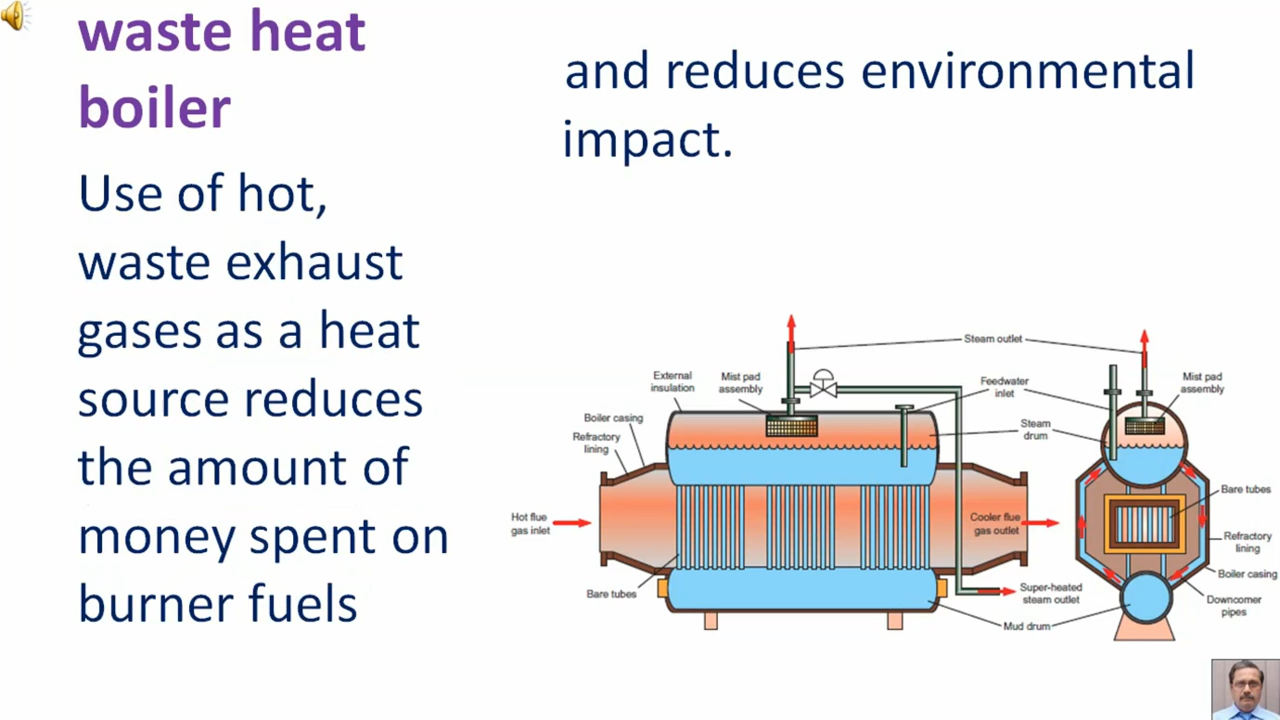 waste heat
boiler
Use of hot,
waste exhaust
gases as a heat
source reduces
the amount of
money spent on
burner fuels
and reduces environmental
impact.
Steam outlet
External
insulation
Mist pad
assembly
Feedwater
inlet
Mist pad
assembly
Boiler casing
Refractory
lining
Steam
drum
Bare tubes
Hot flue
gas inlet
Cooler flue
gas outlet
Refractory
lining
Boiler casing
Bare tubes
Super-heated
steam outlet
Downcomer
pipes
Mud drum